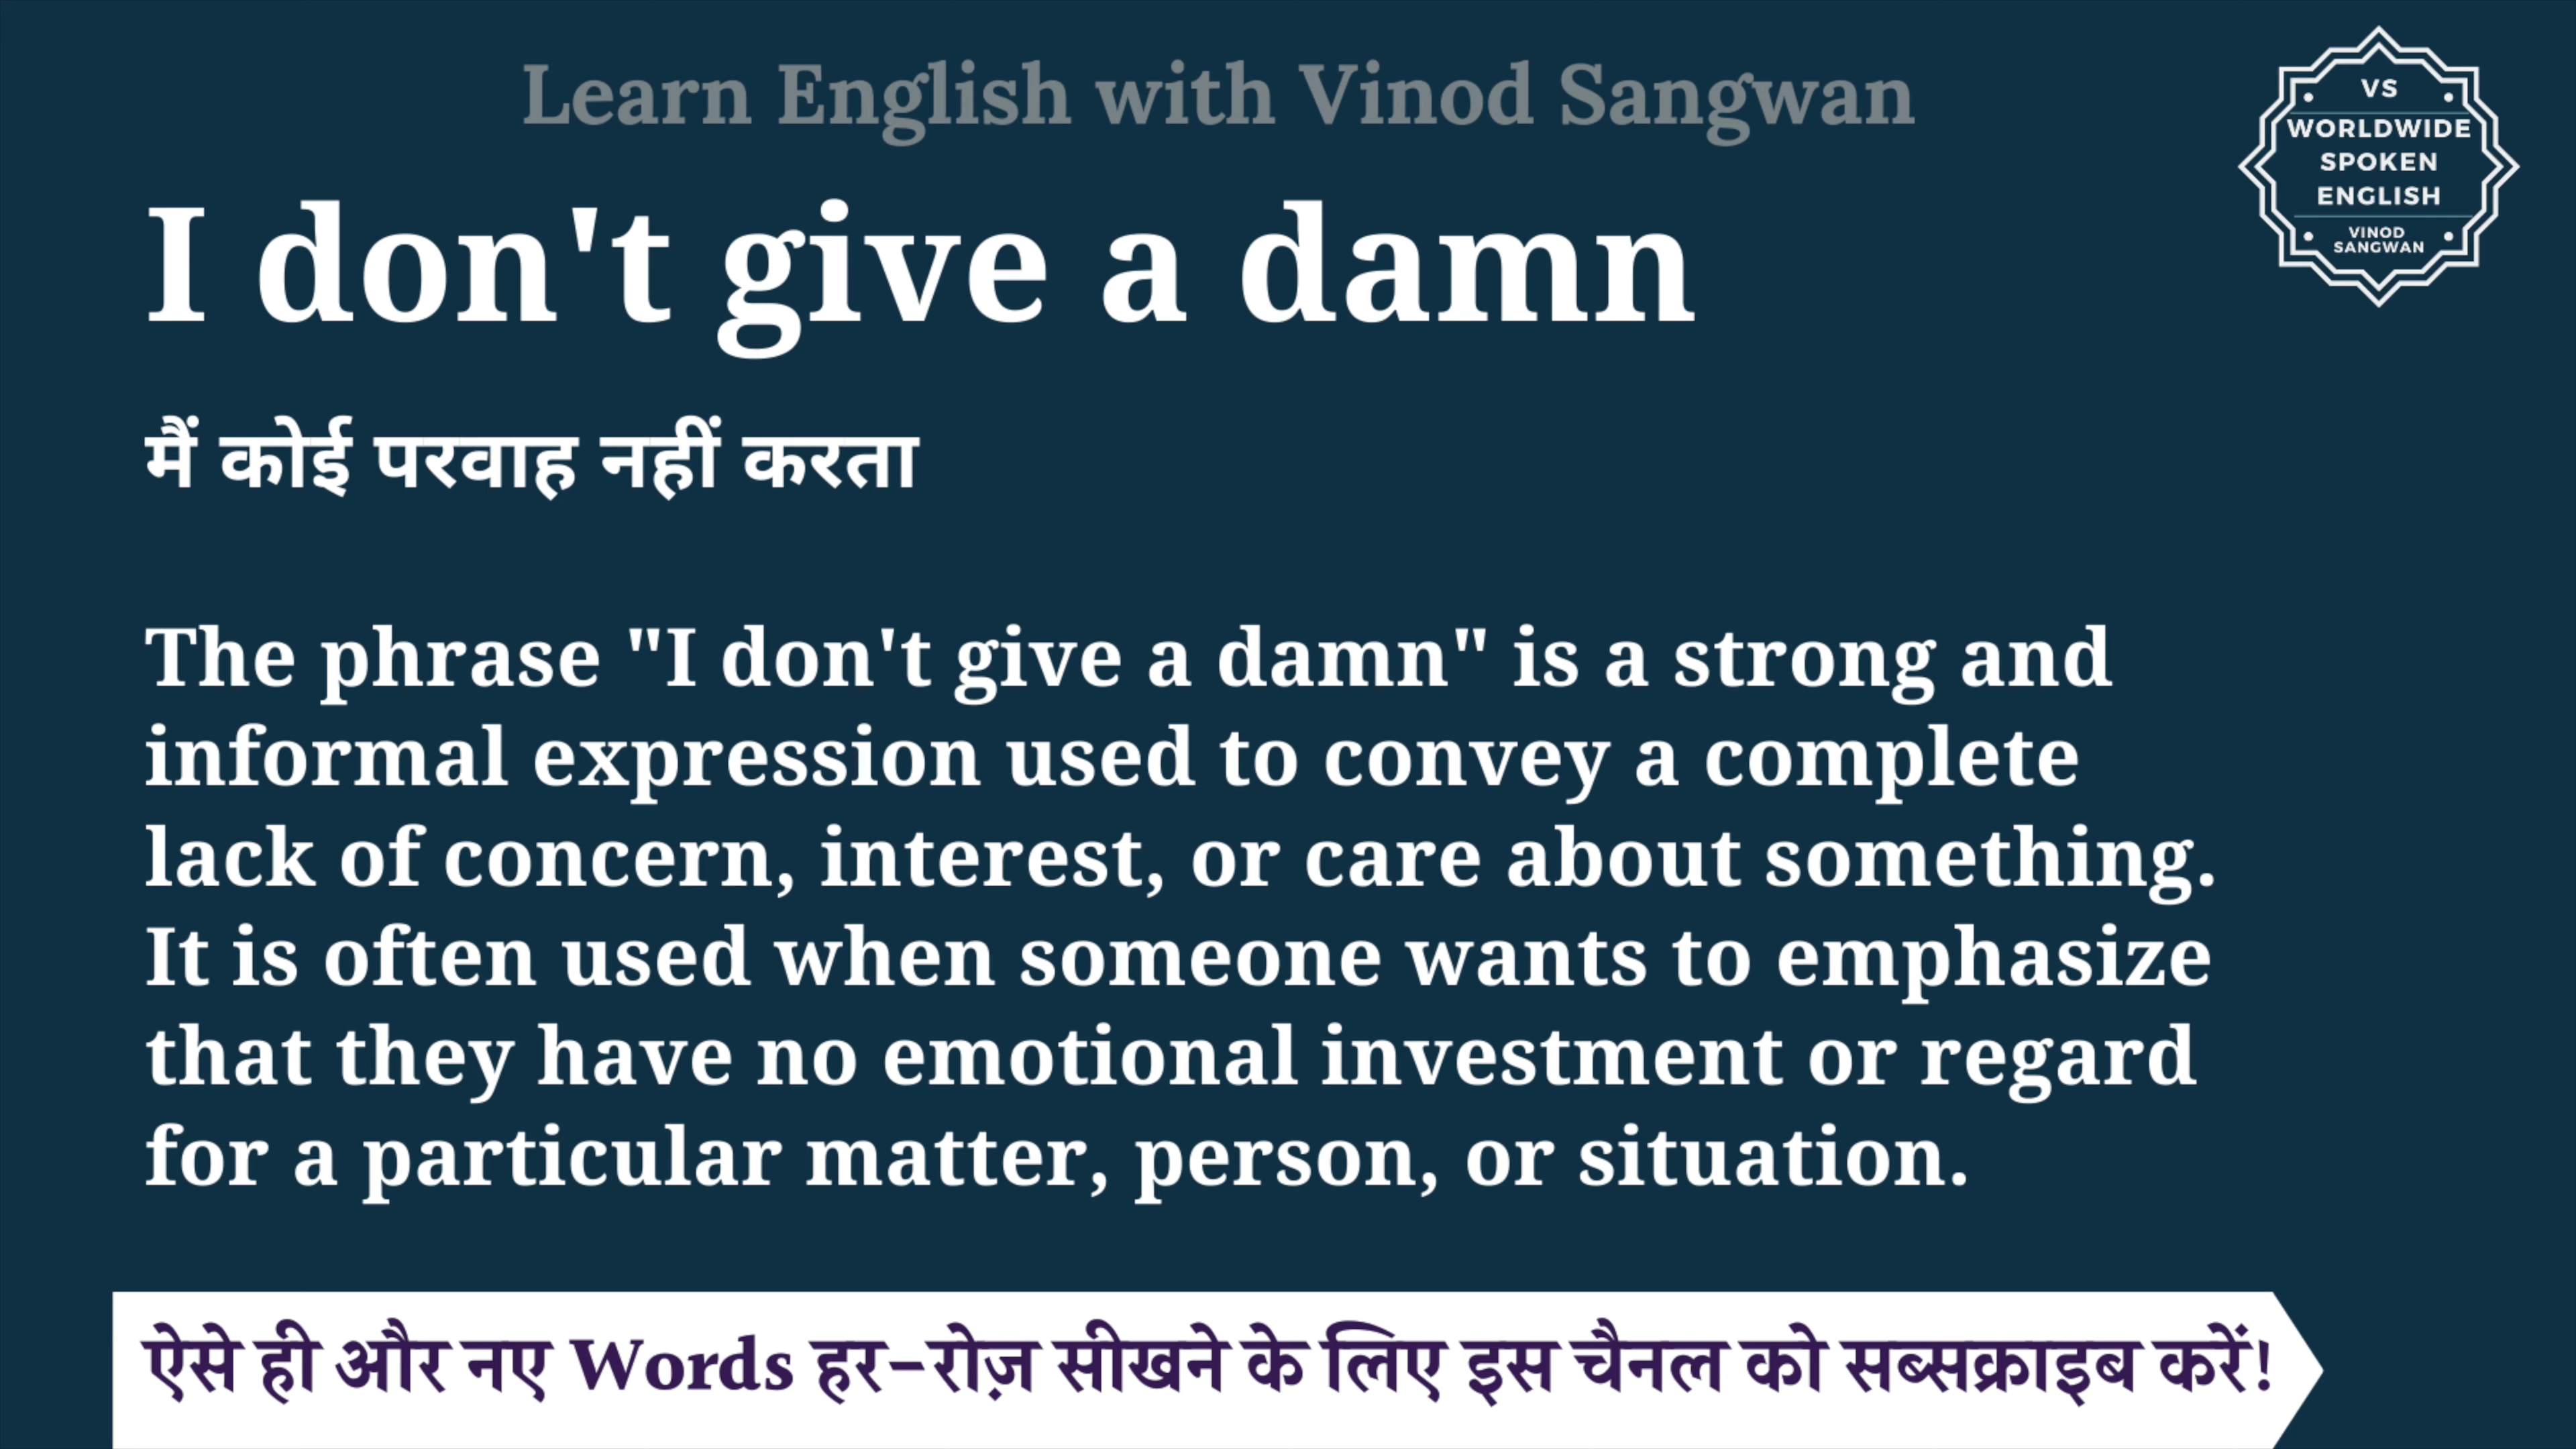 Learn English with Vinod Sangwan
VS
WORLDWIDE
SPOKEN
ENGLISH
VINOD
SANGWAN
I don't give a damn
मैं कोई परवाह नहीं करता
The phrase "I don't give a damn" is a strong and
informal expression used to convey a complete
lack of concern, interest, or care about something.
It is often used when someone wants to emphasize
that they have no emotional investment or regard
for a particular matter, person, or situation.
ऐसे ही और नए Words हर-रोज़ सीखने के लिए इस चैनल को सब्सक्राइब करें!